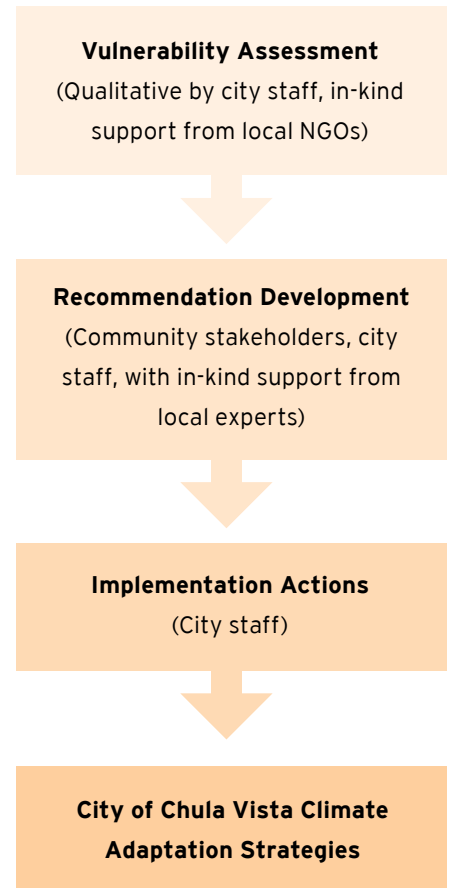 Vulnerability Assessment
(Qualitative by city staff, in-kind
support from local NGOs)
Recommendation Development
(Community stakeholders, city
staff, with in-kind support from
local experts)
Implementation Actions
(City staff)
City of Chula Vista Climate
Adaptation Strategies